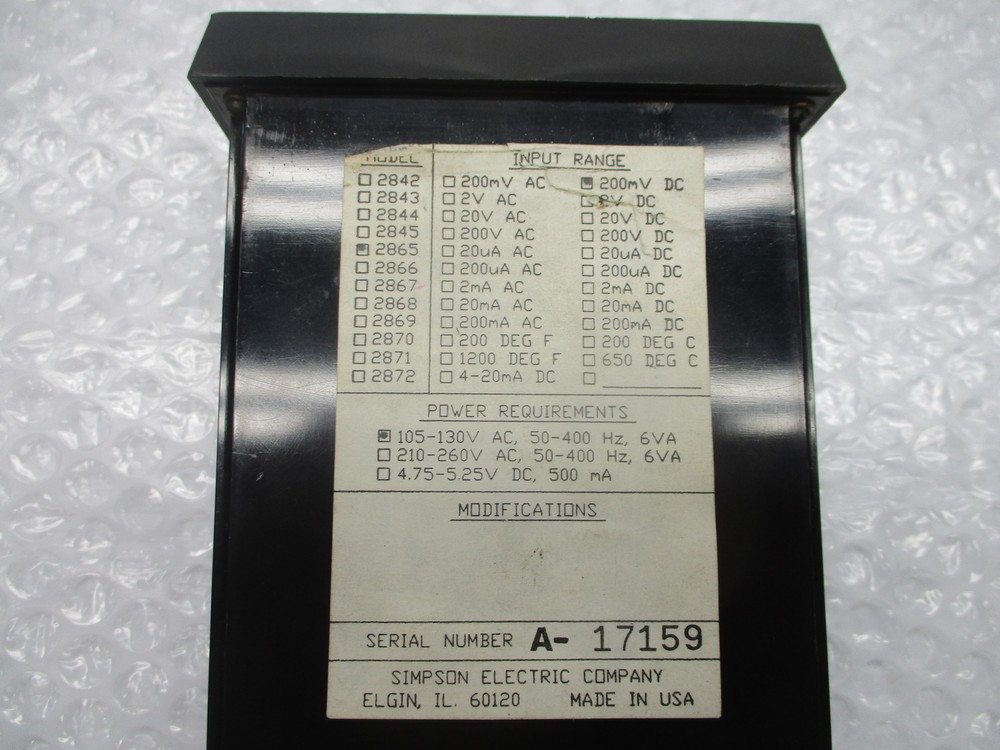 MODEL INPUT RANGE
☐ 2842 ☐ 200mV AC ☒ 200mV DC
☐ 2843 ☐ 2V AC ☐ 2V DC
☐ 2844 ☐ 20V AC ☐ 20V DC
☐ 2845 ☐ 200V AC ☐ 200V DC
☒ 2865 ☐ 20uA AC ☐ 20uA DC
☐ 2866 ☐ 200uA AC ☐ 200uA DC
☐ 2867 ☐ 2mA AC ☐ 2mA DC
☐ 2868 ☐ 20mA AC ☐ 20mA DC
☐ 2869 ☐ 200mA AC ☐ 200mA DC
☐ 2870 ☐ 200 DEG F ☐ 200 DEG C
☐ 2871 ☐ 1200 DEG F ☐ 650 DEG C
☐ 2872 ☐ 4-20mA DC ☐
POWER REQUIREMENTS
☒ 105-130V AC, 50-400 Hz, 6VA
☐ 210-260V AC, 50-400 Hz, 6VA
☐ 4.75-5.25V DC, 500 mA
MODIFICATIONS
SERIAL NUMBER A- 17159
SIMPSON ELECTRIC COMPANY
ELGIN, IL. 60120 MADE IN USA